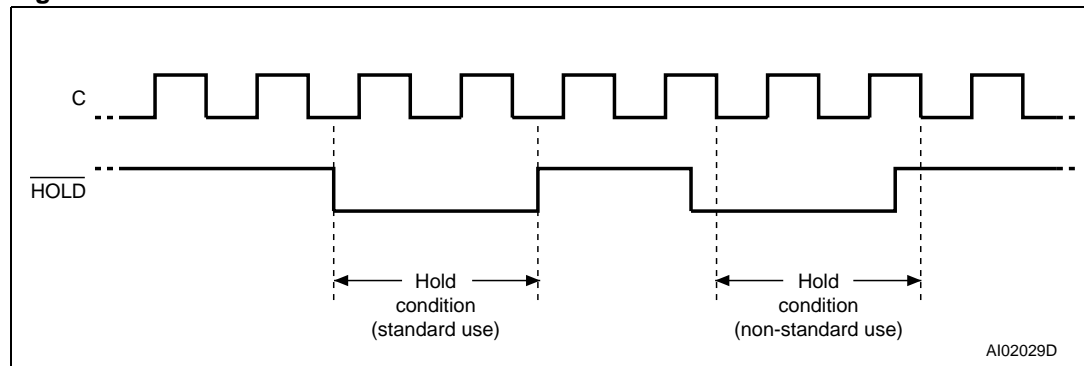 C
HOLD
Hold
condition
(standard use)
Hold
condition
(non-standard use)
AI02029D